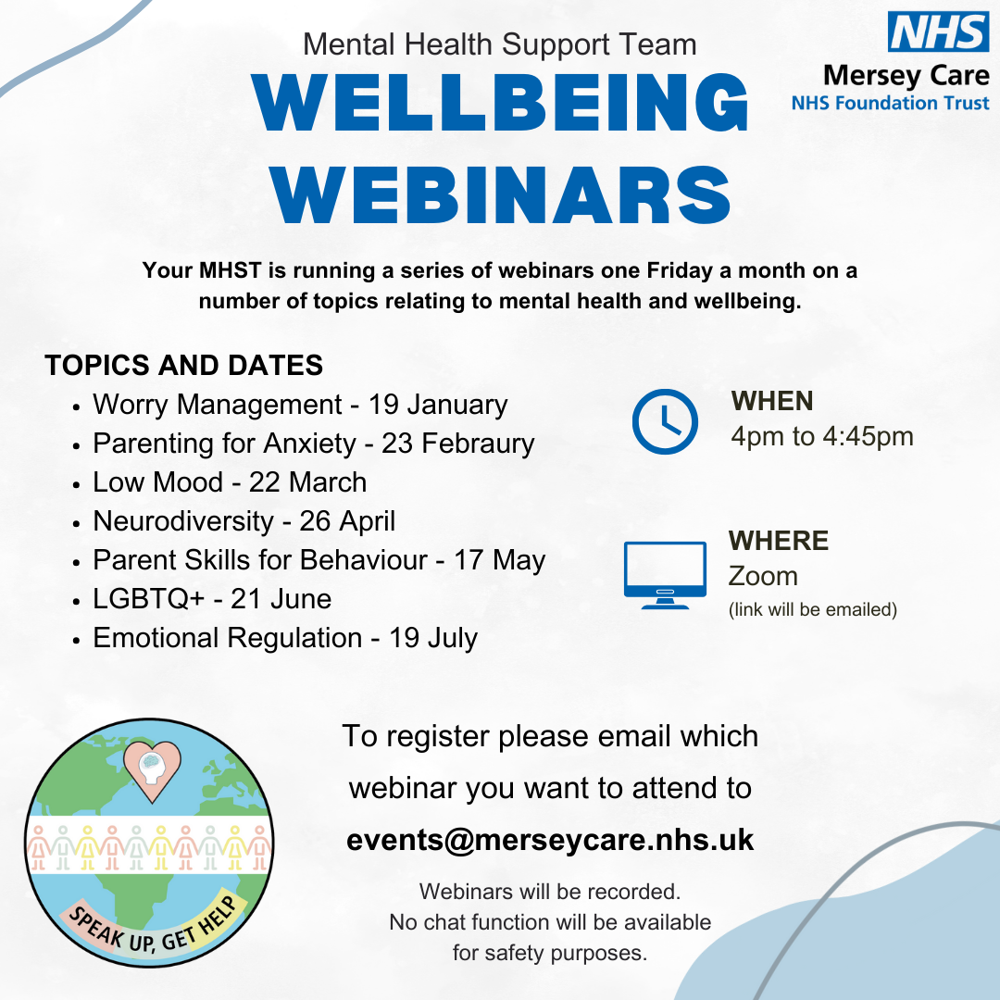 Mental Health Support Team
WELLBEING
WEBINARS
NHS
Mersey Care
NHS Foundation Trust
Your MHST is running a series of webinars one Friday a month on a
number of topics relating to mental health and wellbeing.
TOPICS AND DATES
• Worry Management - 19 January
• Parenting for Anxiety - 23 Febraury
• Low Mood - 22 March
• Neurodiversity - 26 April
• Parent Skills for Behaviour - 17 May
• LGBTQ+ - 21 June
• Emotional Regulation - 19 July
WHEN
4pm to 4:45pm
WHERE
Zoom
(link will be emailed)
SPEAK UP, GET HELP
To register please email which
webinar you want to attend to
events@merseycare.nhs.uk
Webinars will be recorded.
No chat function will be available
for safety purposes.